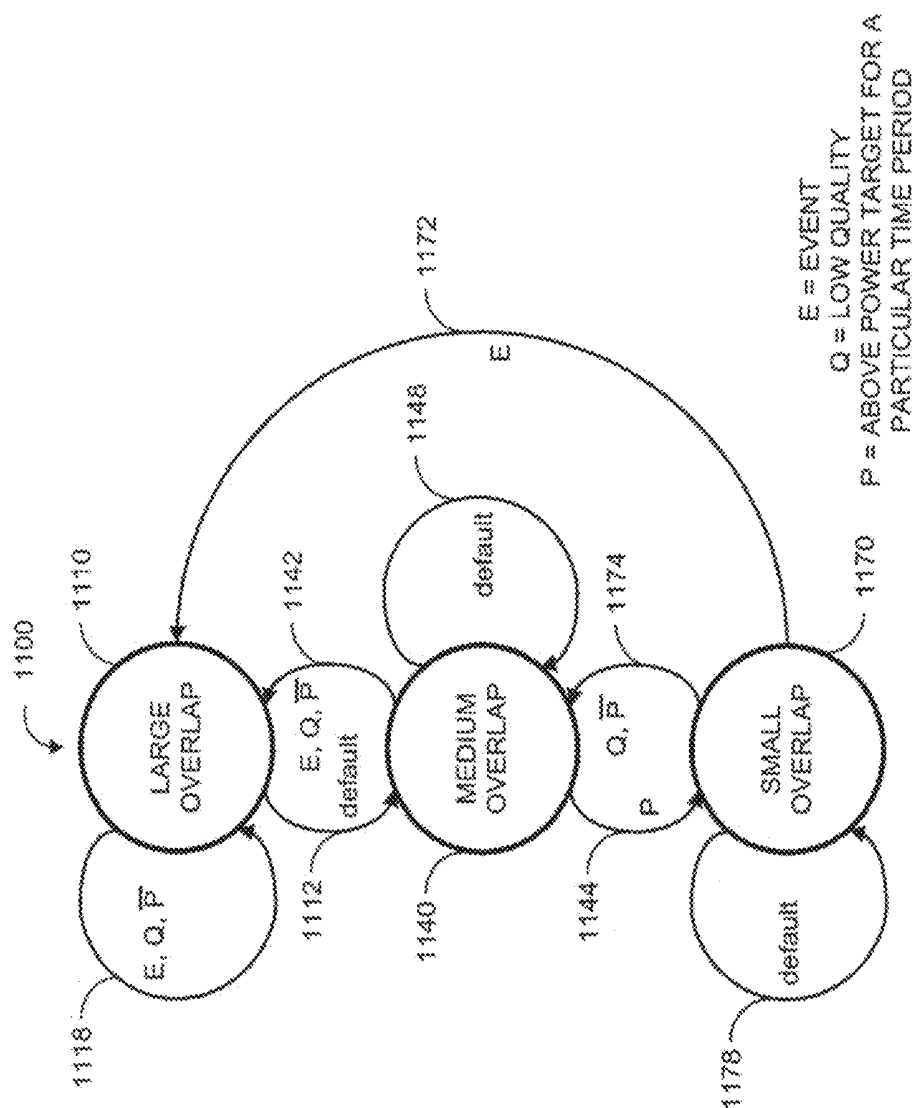 1100
1110
LARGE
OVERLAP
1118
E, Q, P̅
1142
E, Q, P̅
default
1112
1172
E
MEDIUM
OVERLAP
1140
1148
default
1174
Q, P̅
P
1144
SMALL
OVERLAP
1170
1178
default
E = EVENT
Q = LOW QUALITY
P = ABOVE POWER TARGET FOR A
PARTICULAR TIME PERIOD